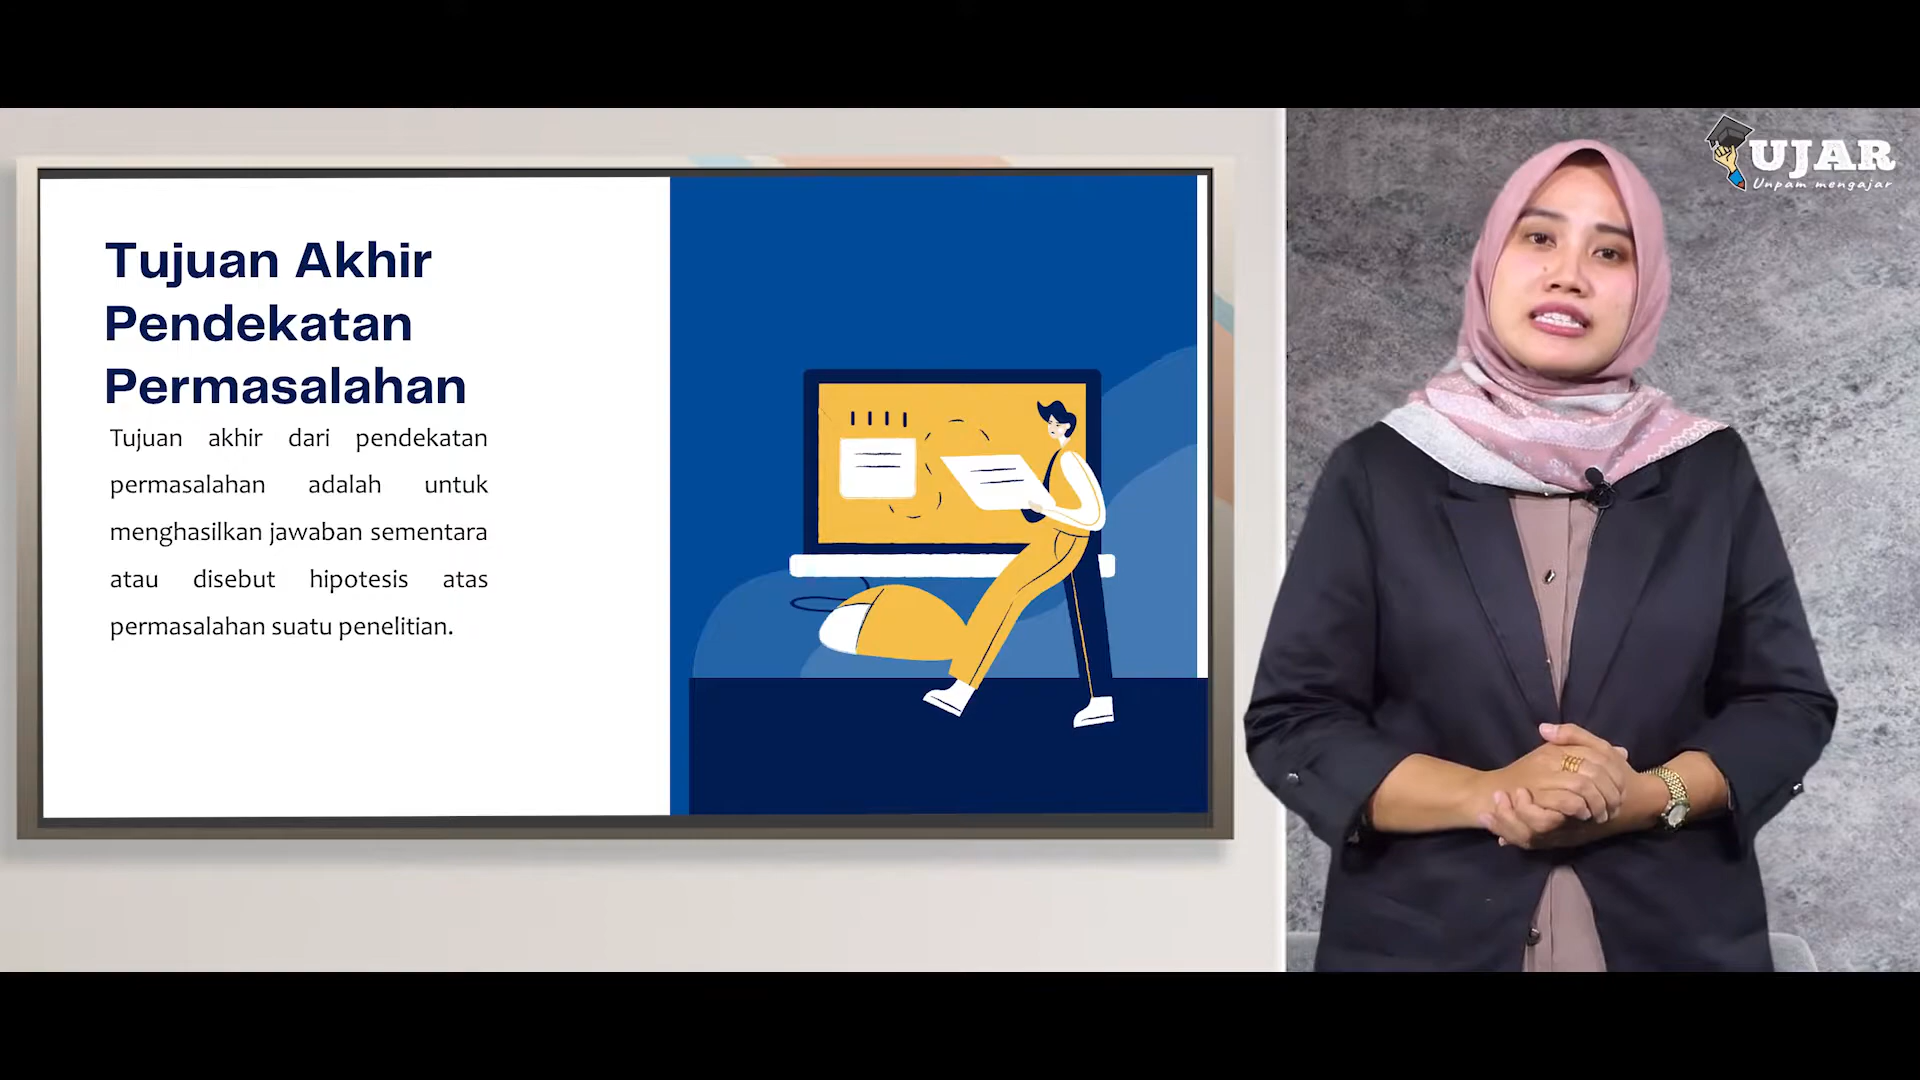 Tujuan Akhir
Pendekatan
Permasalahan
Tujuan akhir dari pendekatan
permasalahan adalah untuk
menghasilkan jawaban sementara
atau disebut hipotesis atas
permasalahan suatu penelitian.
UJAR
Unpam mengajar